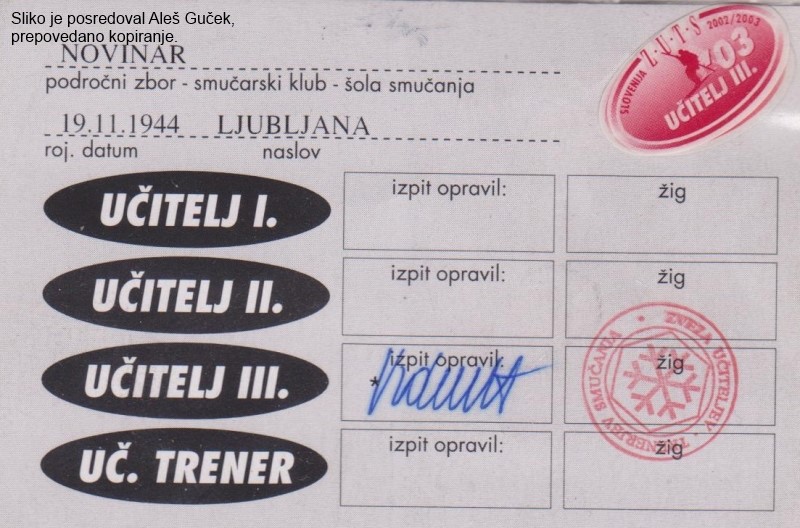 Sliko je posredoval Aleš Guček,
prepovedano kopiranje.
NOVINAR
področni zbor - smučarski klub - šola smučanja
SLOVENIJA Z·U·T·S 2002/2003
03
UČITELJ III.
19.11.1944 LJUBLJANA
roj. datum naslov
UČITELJ I. izpit opravil: žig
UČITELJ II. izpit opravil: žig
UČITELJ III. izpit opravil: žig
*
ZVEZA UČITELJEV TRENERJEV SMUČANJA
UČ. TRENER izpit opravil: žig